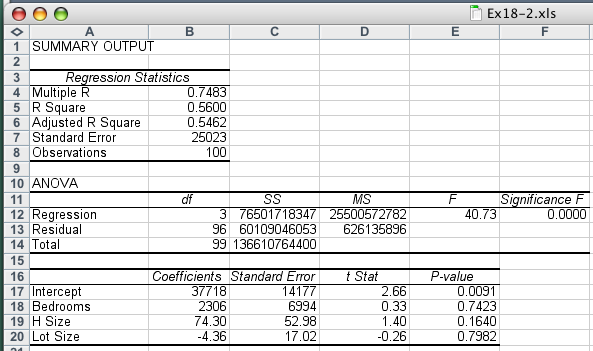 Ex18-2.xls
A B C D E F
1 SUMMARY OUTPUT
2
3 Regression Statistics
4 Multiple R 0.7483
5 R Square 0.5600
6 Adjusted R Square 0.5462
7 Standard Error 25023
8 Observations 100
9
10 ANOVA
11 df SS MS F Significance F
12 Regression 3 76501718347 25500572782 40.73 0.0000
13 Residual 96 60109046053 626135896
14 Total 99 136610764400
15
16 Coefficients Standard Error t Stat P-value
17 Intercept 37718 14177 2.66 0.0091
18 Bedrooms 2306 6994 0.33 0.7423
19 H Size 74.30 52.98 1.40 0.1640
20 Lot Size -4.36 17.02 -0.26 0.7982